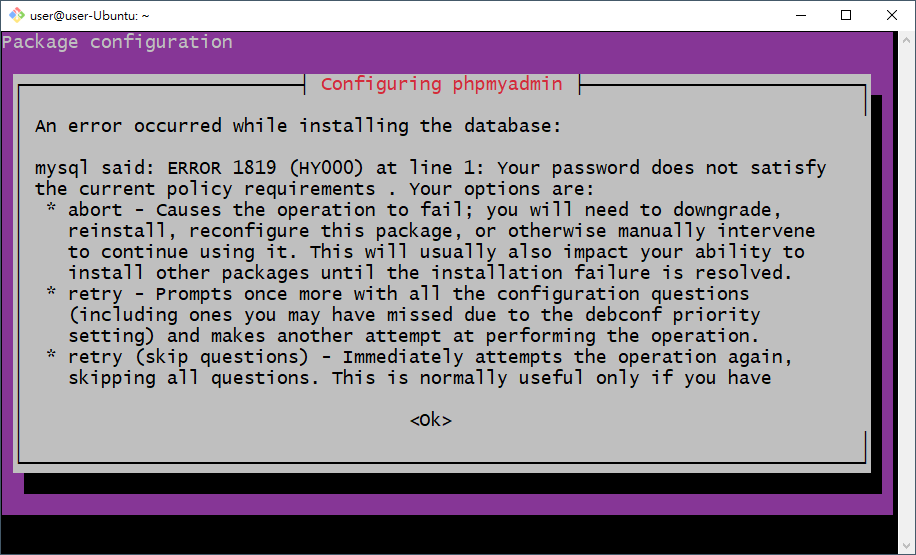 user@user-Ubuntu: ~
Package configuration
Configuring phpmyadmin
An error occurred while installing the database:
mysql said: ERROR 1819 (HY000) at line 1: Your password does not satisfy
the current policy requirements . Your options are:
* abort - Causes the operation to fail; you will need to downgrade,
reinstall, reconfigure this package, or otherwise manually intervene
to continue using it. This will usually also impact your ability to
install other packages until the installation failure is resolved.
* retry - Prompts once more with all the configuration questions
(including ones you may have missed due to the debconf priority
setting) and makes another attempt at performing the operation.
* retry (skip questions) - Immediately attempts the operation again,
skipping all questions. This is normally useful only if you have
<Ok>